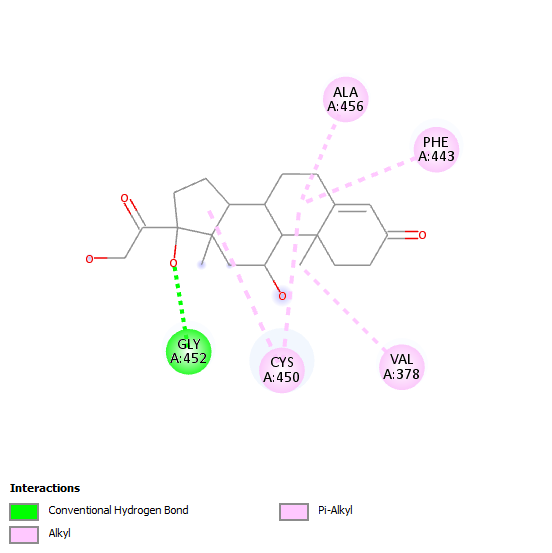 ALA
A:456
PHE
A:443
O
O
O
O
O
GLY
A:452
CYS
A:450
VAL
A:378
Interactions
Conventional Hydrogen Bond
Alkyl
Pi-Alkyl